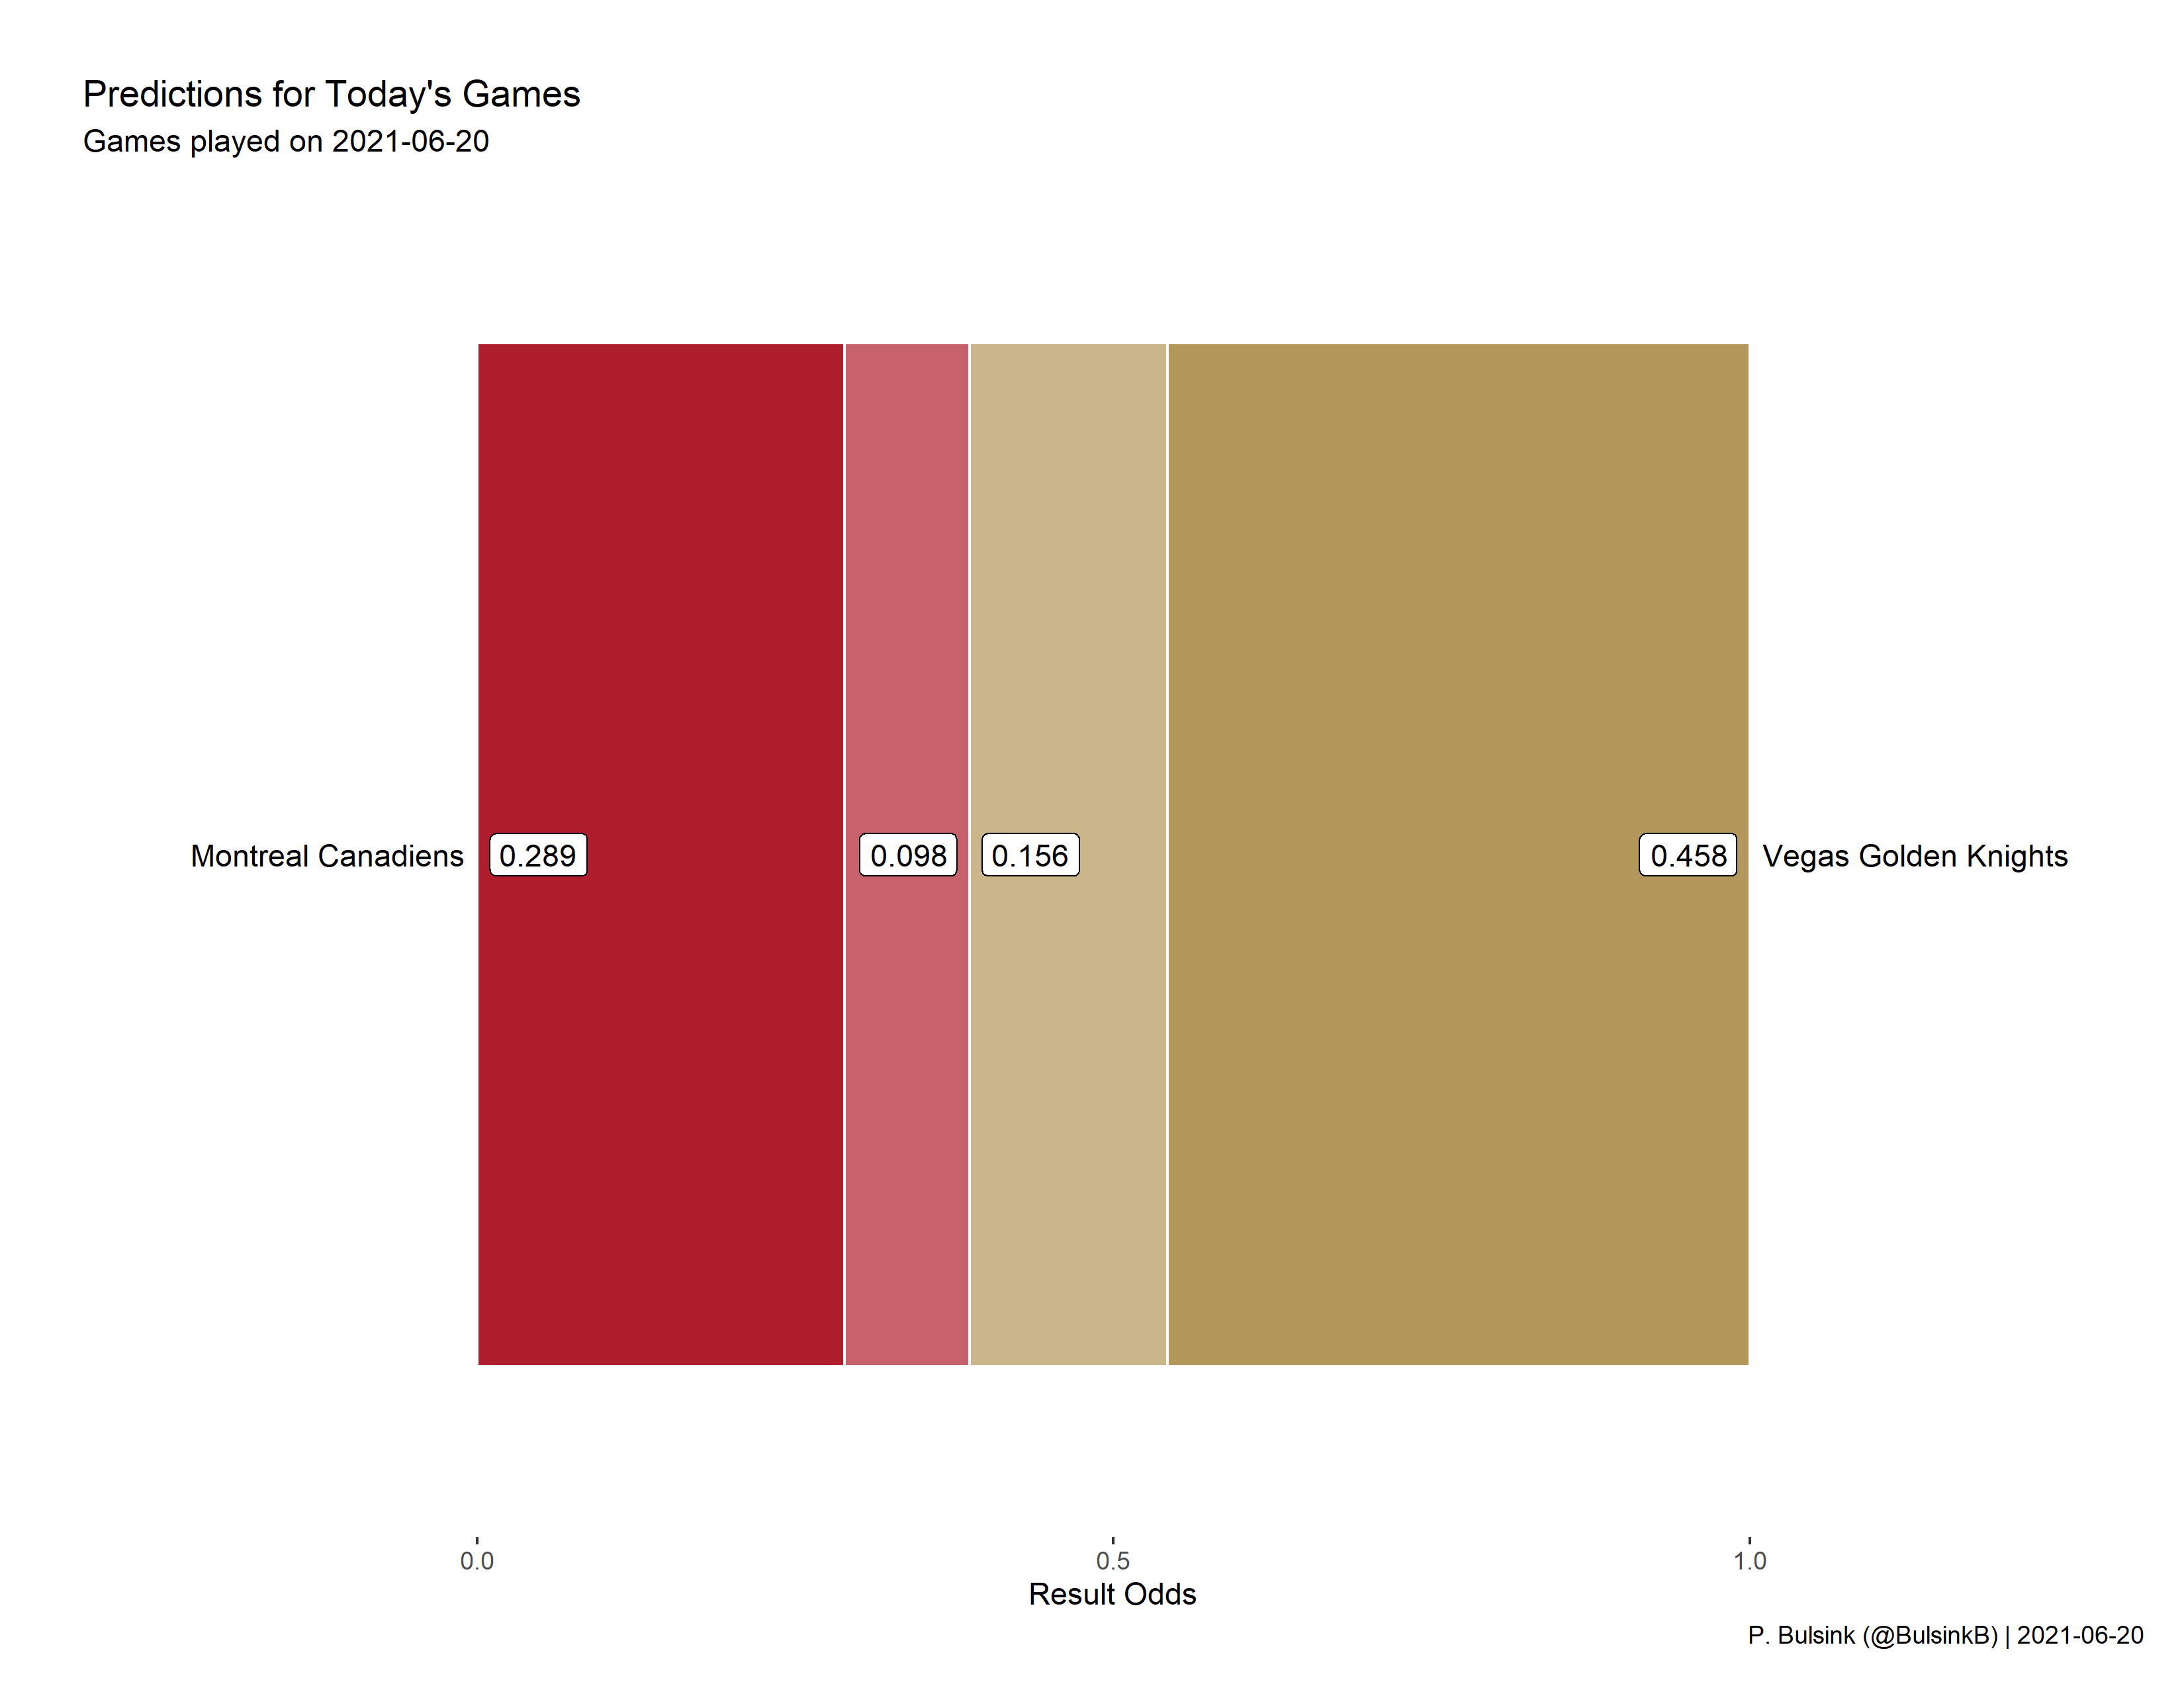 Predictions for Today's Games
Games played on 2021-06-20
Montreal Canadiens 0.289 0.098 0.156 0.458 Vegas Golden Knights
0.0 0.5 1.0
Result Odds
P. Bulsink (@BulsinkB) | 2021-06-20